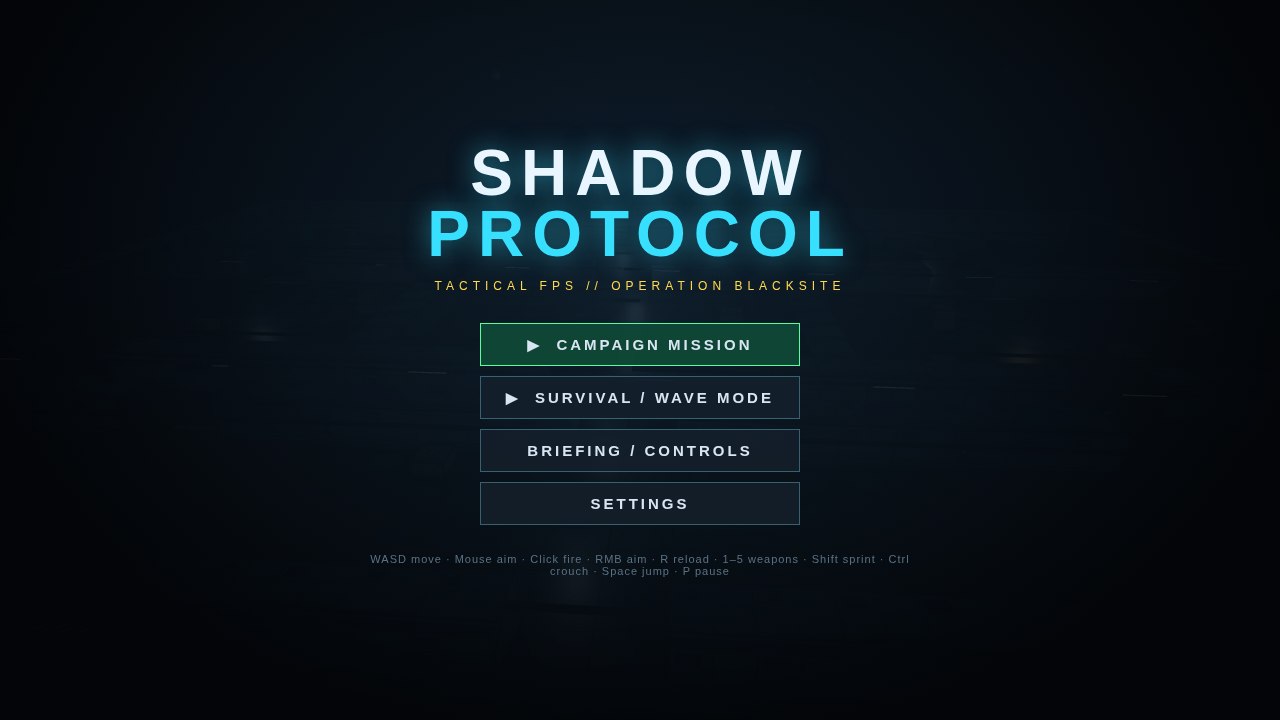 SHADOW
PROTOCOL
TACTICAL FPS // OPERATION BLACKSITE
▶ CAMPAIGN MISSION
▶ SURVIVAL / WAVE MODE
BRIEFING / CONTROLS
SETTINGS
WASD move · Mouse aim · Click fire · RMB aim · R reload · 1–5 weapons · Shift sprint · Ctrl
crouch · Space jump · P pause